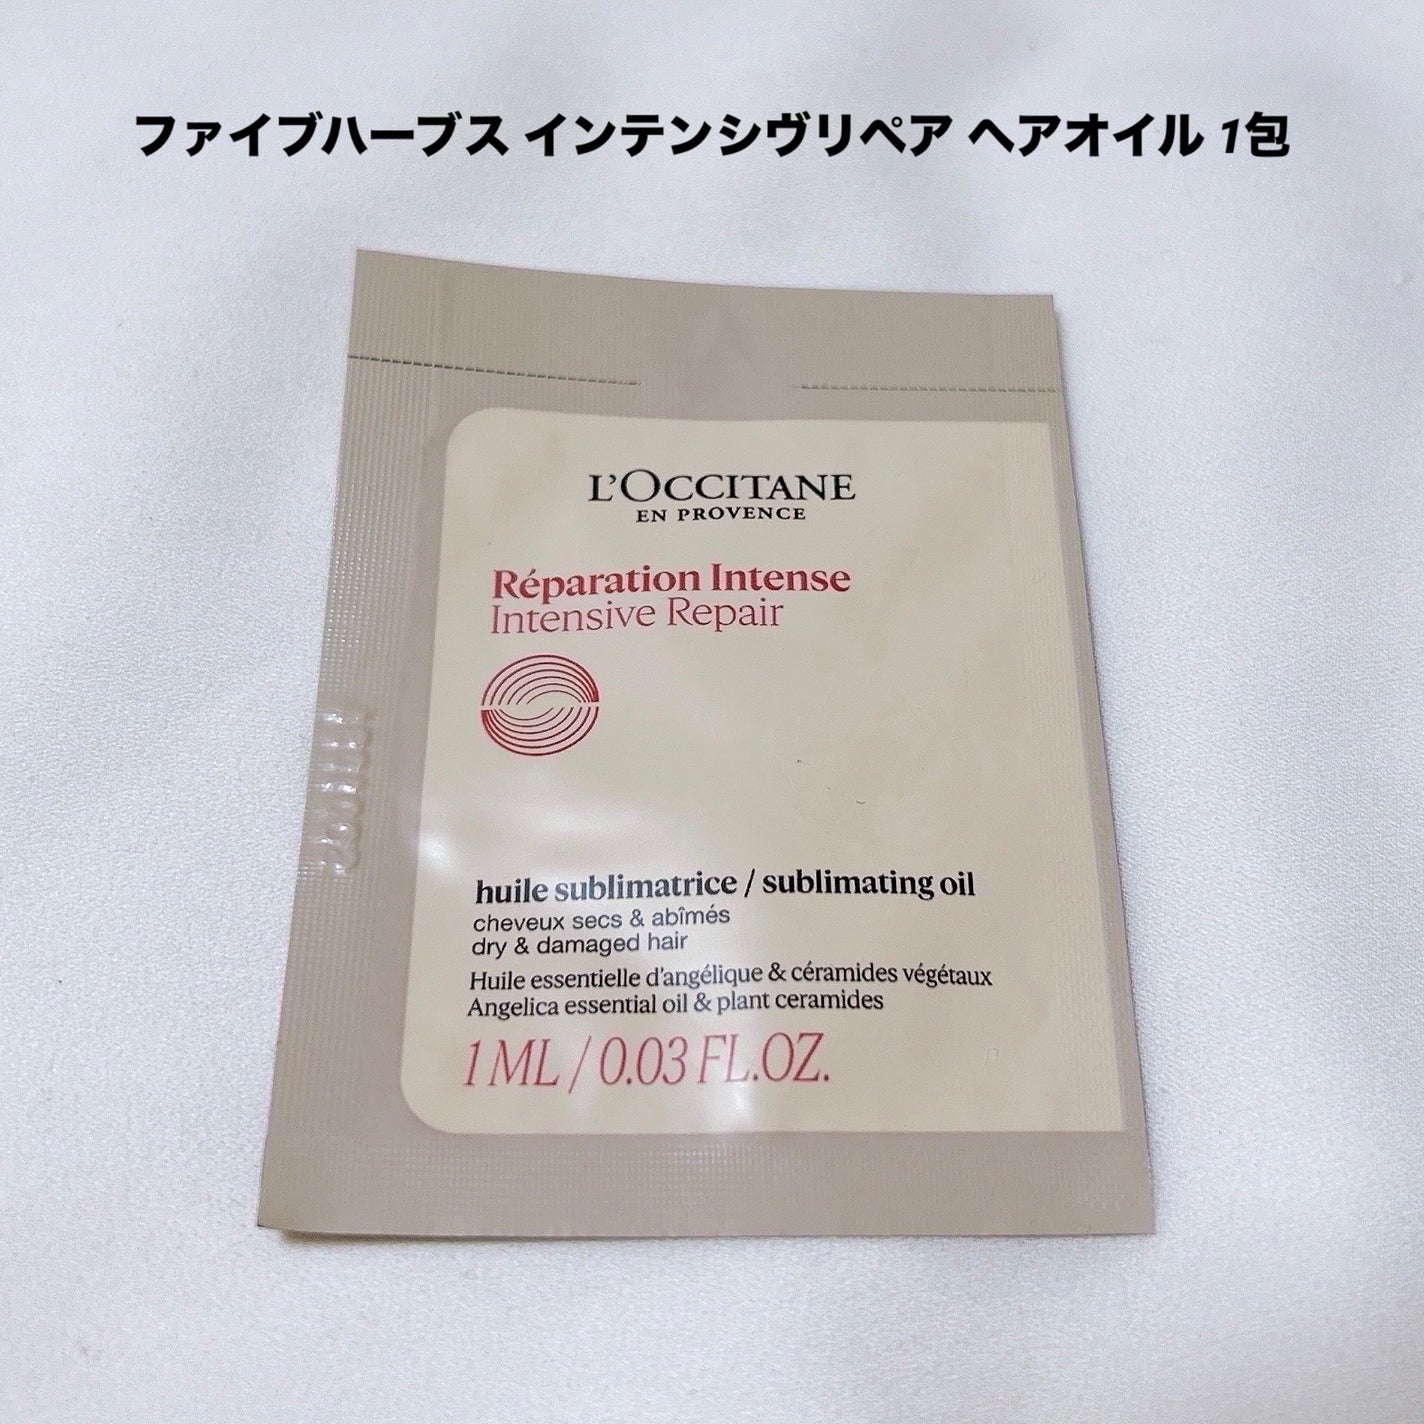 ファイブハーブス インテンシヴリペア ヘアオイル 1包
L'OCCITANE
EN PROVENCE
Réparation Intense
Intensive Repair
huile sublimatrice / sublimating oil
cheveux secs & abîmés
dry & damaged hair
Huile essentielle d'angélique & céramides végétaux
Angelica essential oil & plant ceramides
1 ML / 0.03 FL.OZ.